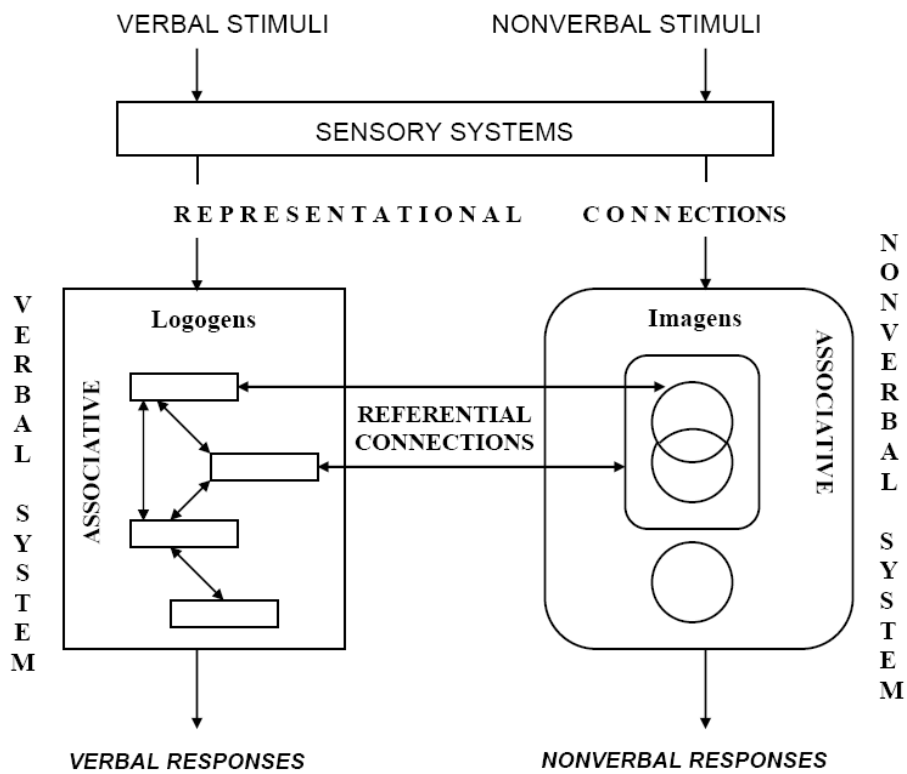 VERBAL STIMULI
NONVERBAL STIMULI
SENSORY SYSTEMS
REPRESENTATIONAL CONNECTIONS
VERBAL SYSTEM
Logogens
ASSOCIATIVE
REFERENTIAL
CONNECTIONS
Imagens
ASSOCIATIVE
NONVERBAL SYSTEM
VERBAL RESPONSES
NONVERBAL RESPONSES